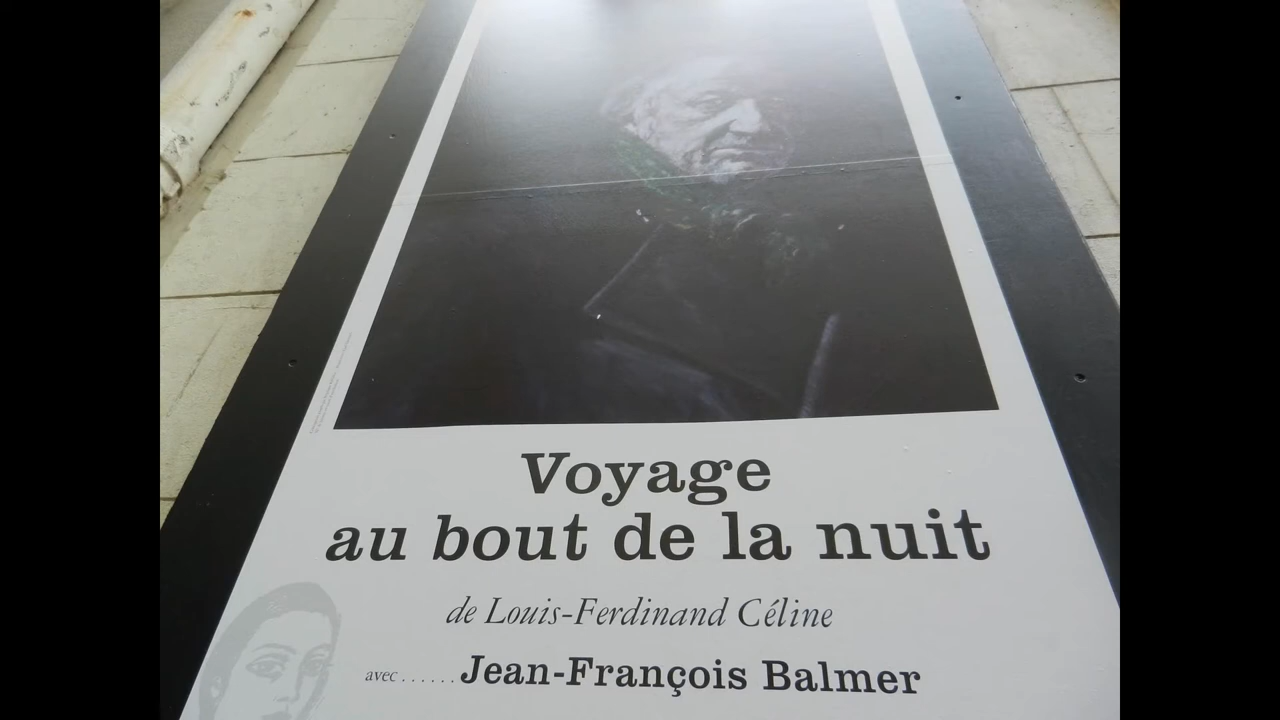 Voyage
au bout de la nuit
de Louis-Ferdinand Céline
avec......Jean-François Balmer